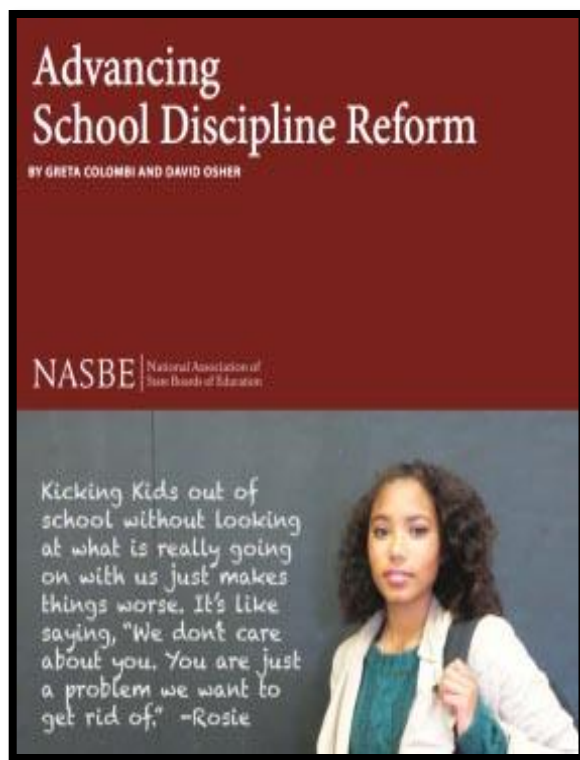 Advancing
School Discipline Reform
BY GRETA COLOMBI AND DAVID OSHER
NASBE
National Association of
State Boards of Education
Kicking Kids out of
school without looking
at what is really going
on with us just makes
things worse. It's like
saying, "We don't care
about you. You are just
a problem we want to
get rid of." -Rosie